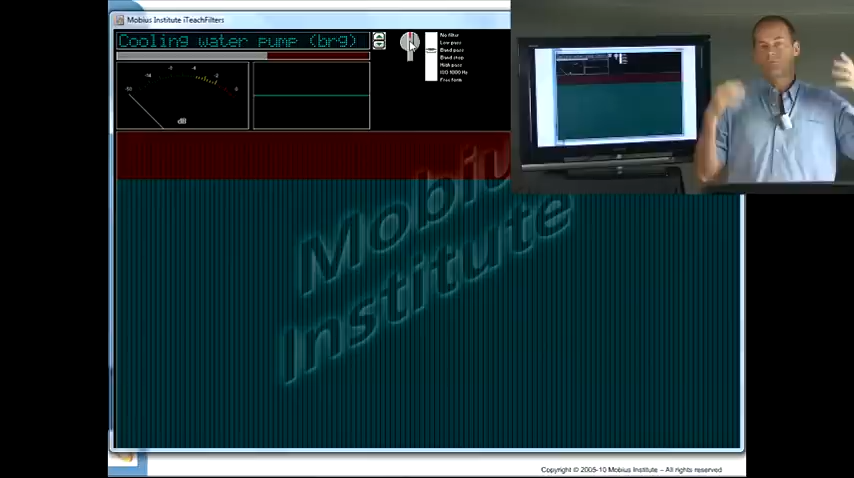 Mobius Institute iTeachFilters
Cooling water pump (brg)
No filter
Low pass
Band pass
Band stop
High pass
ISO 1000 Hz
Free form
dB
Mobius
Institute
Copyright © 2005-10 Mobius Institute – All rights reserved